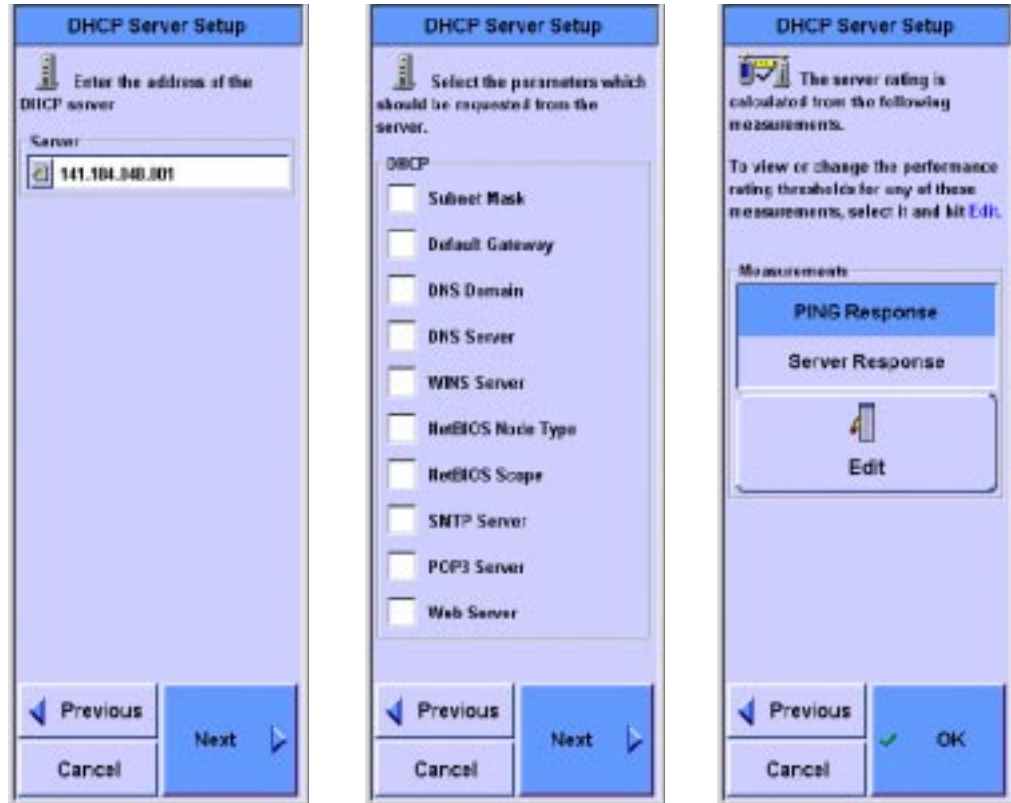 DHCP Server Setup
Enter the address of the
DHCP server
Server
141.184.048.001
Previous
Next
Cancel
DHCP Server Setup
Select the parameters which
should be requested from the
server.
DHCP
Subnet Mask
Default Gateway
DNS Domain
DNS Server
WINS Server
NetBIOS Node Type
NetBIOS Scope
SMTP Server
POP3 Server
Web Server
Previous
Next
Cancel
DHCP Server Setup
The server rating is
calculated from the following
measurements.
To view or change the performance
rating thresholds for any of these
measurements, select it and hit Edit.
Measurements
PING Response
Server Response
Edit
Previous
OK
Cancel